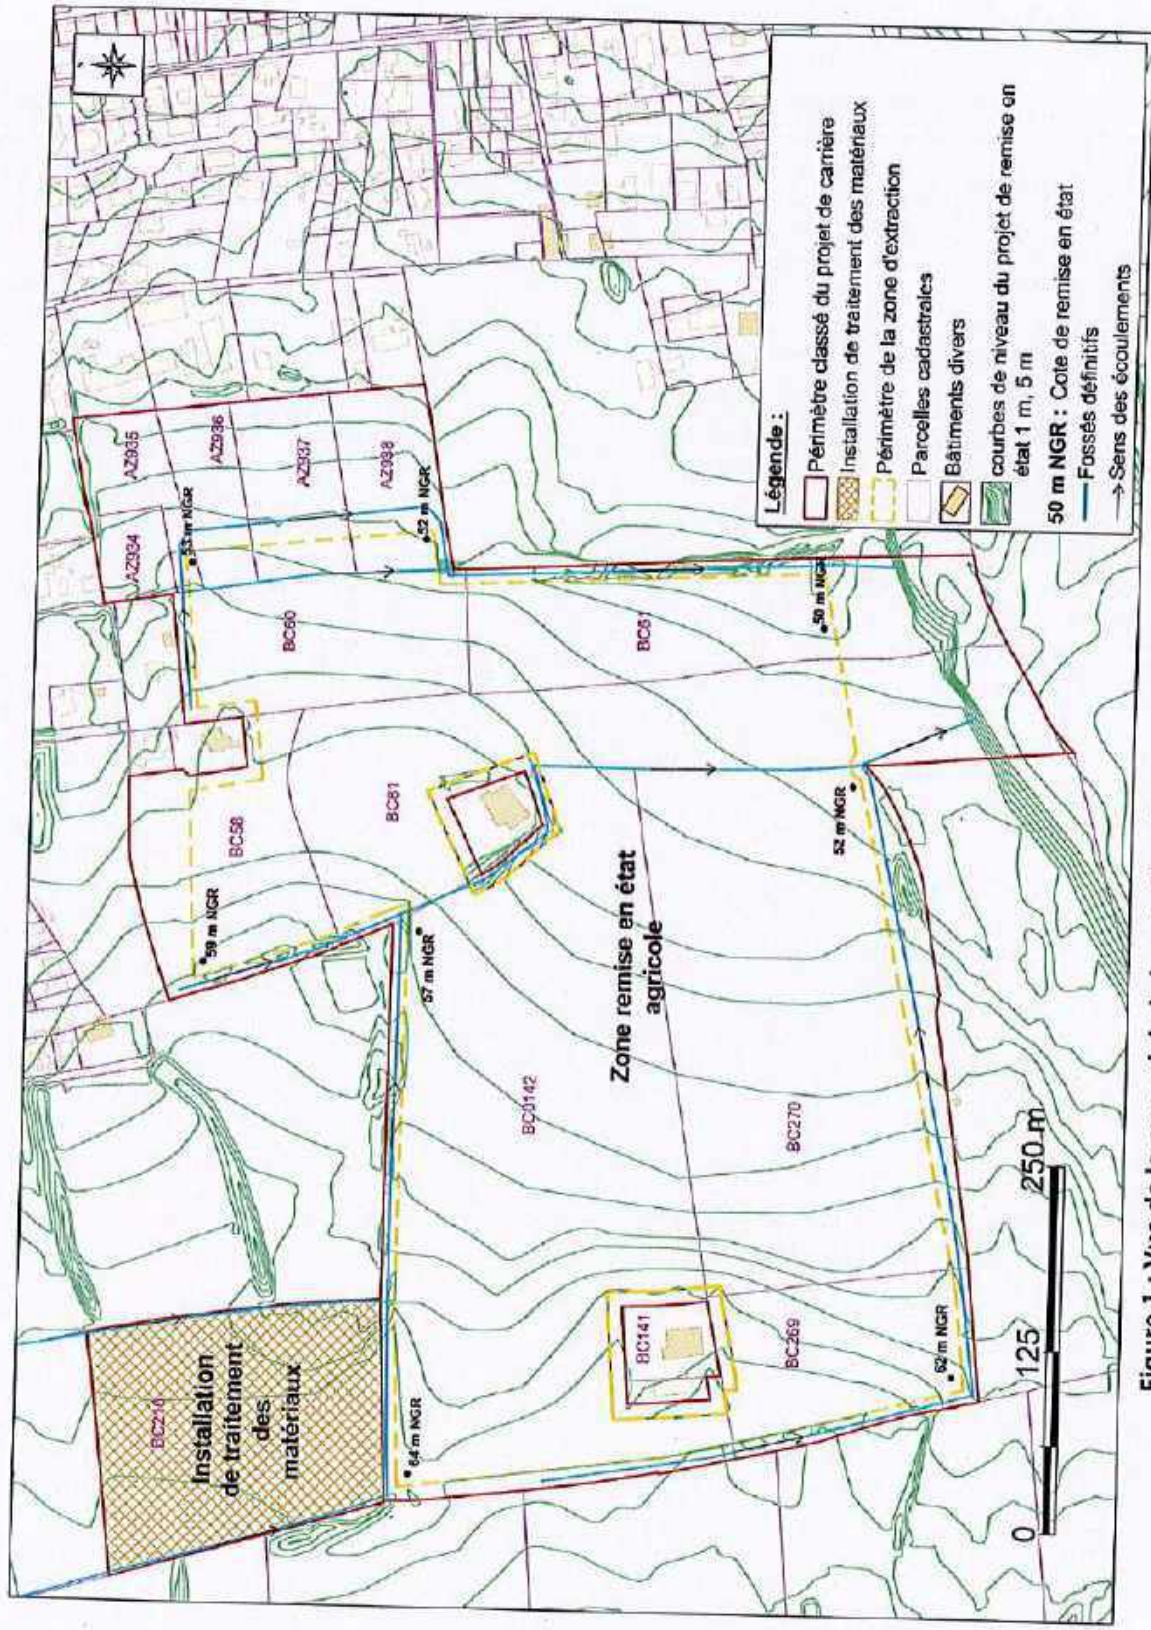 AZ934
AZ935
AZ936
AZ937
AZ938
53 m NGR
52 m NGR
BC60
BC61
50 m NGR
BC58
BC81
59 m NGR
57 m NGR
52 m NGR
Zone remise en état
agricole
BC0142
BC270
Installation
de traitement
des
matériaux
64 m NGR
BC141
BC269
62 m NGR
0
125
250 m
Légende :
Périmètre classé du projet de carrière
Installation de traitement des matériaux
Périmètre de la zone d'extraction
Parcelles cadastrales
Bâtiments divers
courbes de niveau du projet de remise en
état 1 m, 5 m
50 m NGR : Cote de remise en état
Fossés définitifs
Sens des écoulements